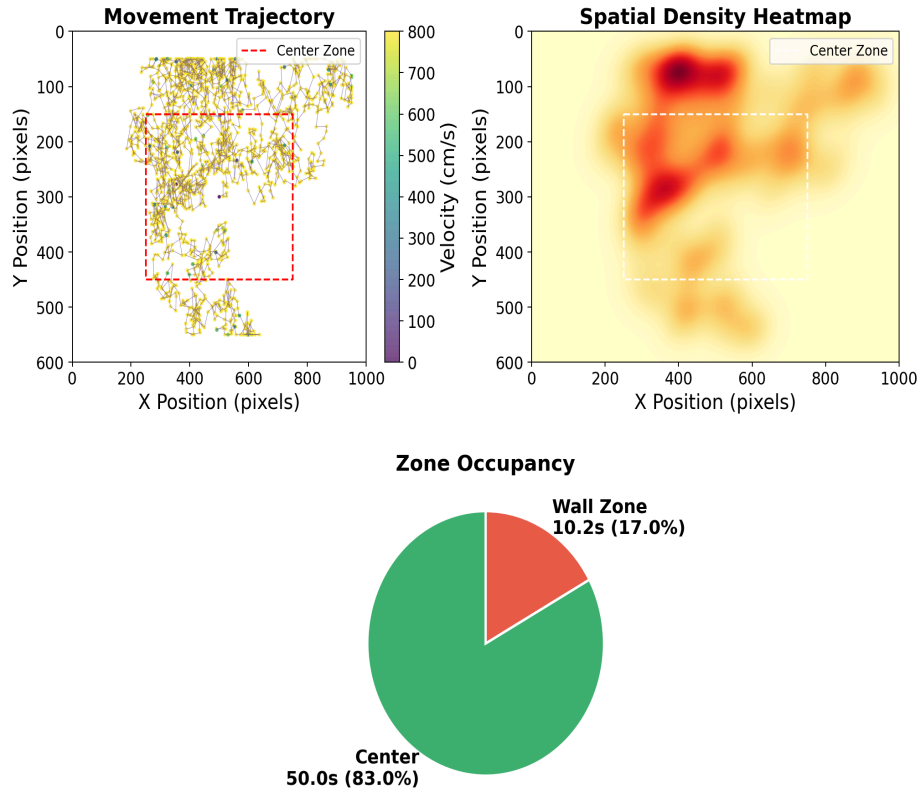 Movement Trajectory
Center Zone
0
100
200
300
400
500
600
0
200
400
600
800
1000
Y Position (pixels)
X Position (pixels)
800
700
600
500
400
300
200
100
0
Velocity (cm/s)
Spatial Density Heatmap
Center Zone
0
100
200
300
400
500
600
0
200
400
600
800
1000
Y Position (pixels)
X Position (pixels)
Zone Occupancy
Wall Zone
10.2s (17.0%)
Center
50.0s (83.0%)